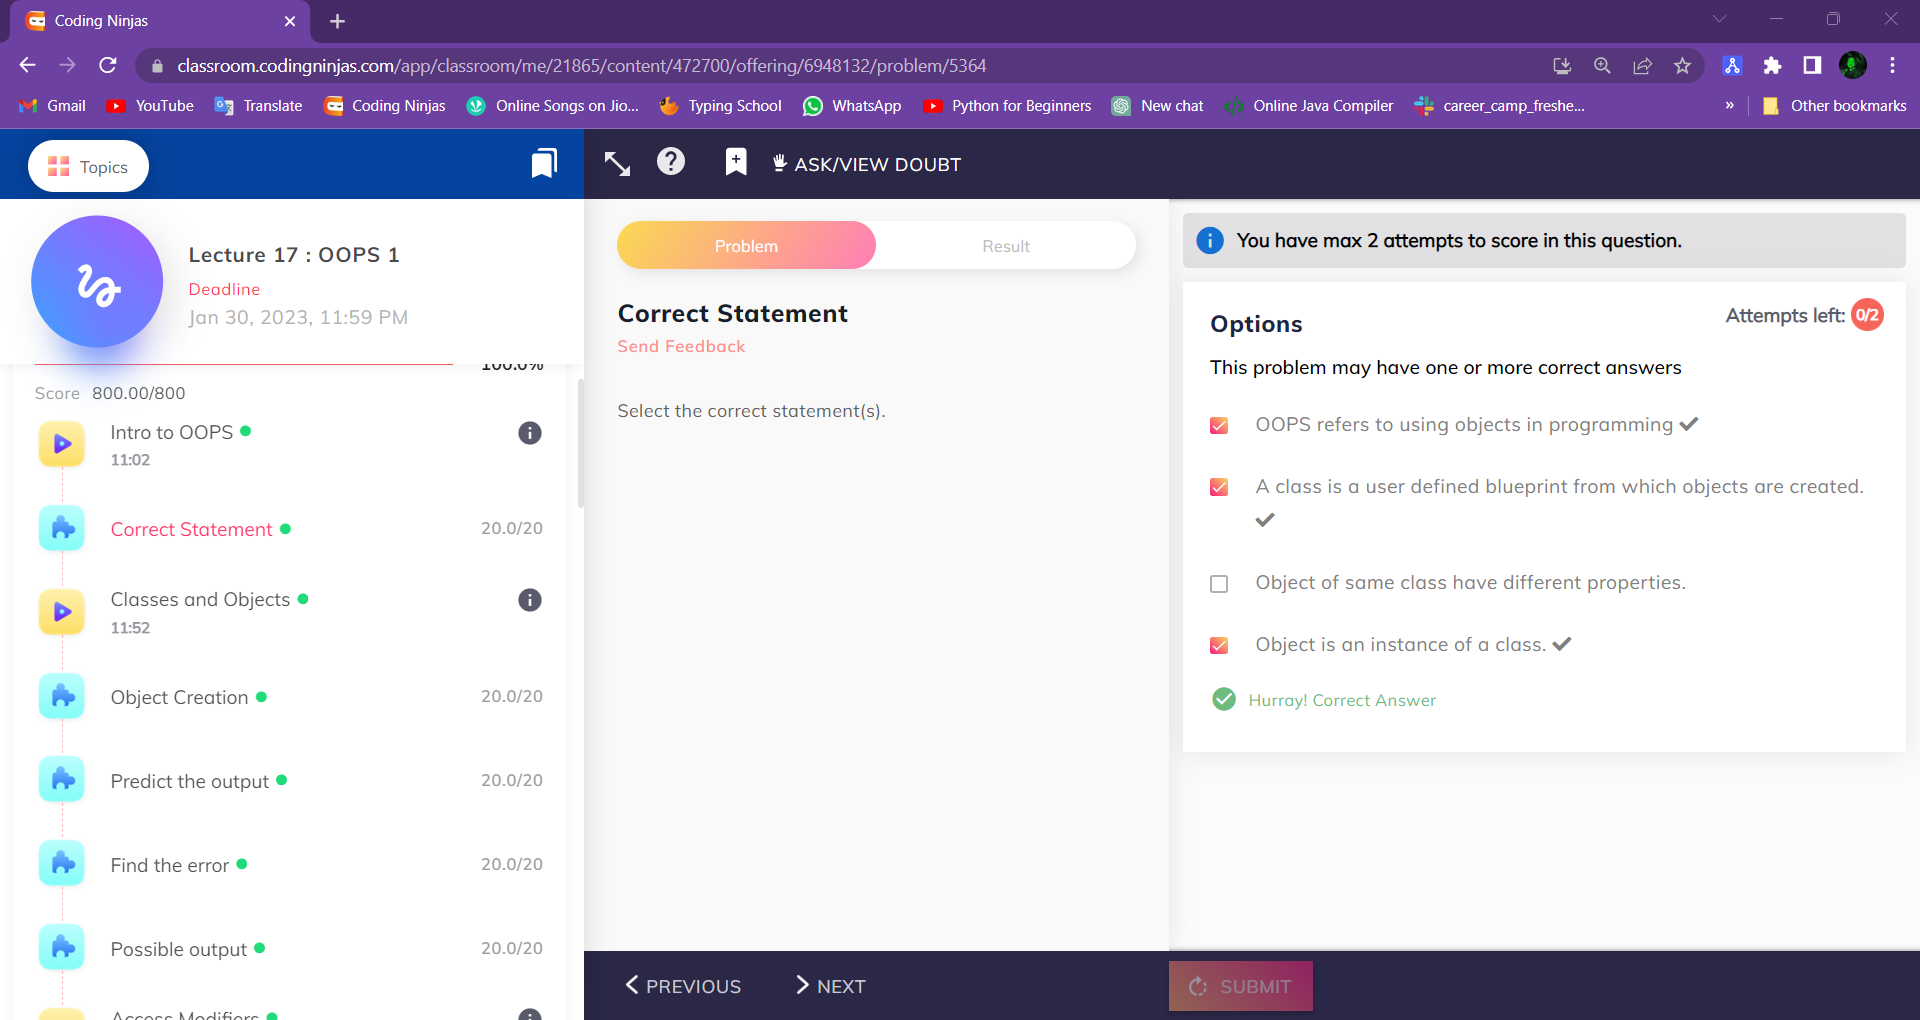 Coding Ninjas
classroom.codingninjas.com/app/classroom/me/21865/content/472700/offering/6948132/problem/5364
Gmail YouTube Translate Coding Ninjas Online Songs on Jio... Typing School WhatsApp Python for Beginners New chat Online Java Compiler career_camp_freshe... » Other bookmarks
Topics
ASK/VIEW DOUBT
Lecture 17 : OOPS 1
Deadline
Jan 30, 2023, 11:59 PM
100.0%
Score 800.00/800
Intro to OOPS
11:02
Correct Statement 20.0/20
Classes and Objects
11:52
Object Creation 20.0/20
Predict the output 20.0/20
Find the error 20.0/20
Possible output 20.0/20
Access Modifiers
Problem Result
Correct Statement
Send Feedback
Select the correct statement(s).
You have max 2 attempts to score in this question.
Options
Attempts left: 0/2
This problem may have one or more correct answers
OOPS refers to using objects in programming
A class is a user defined blueprint from which objects are created.
Object of same class have different properties.
Object is an instance of a class.
Hurray! Correct Answer
PREVIOUS NEXT SUBMIT